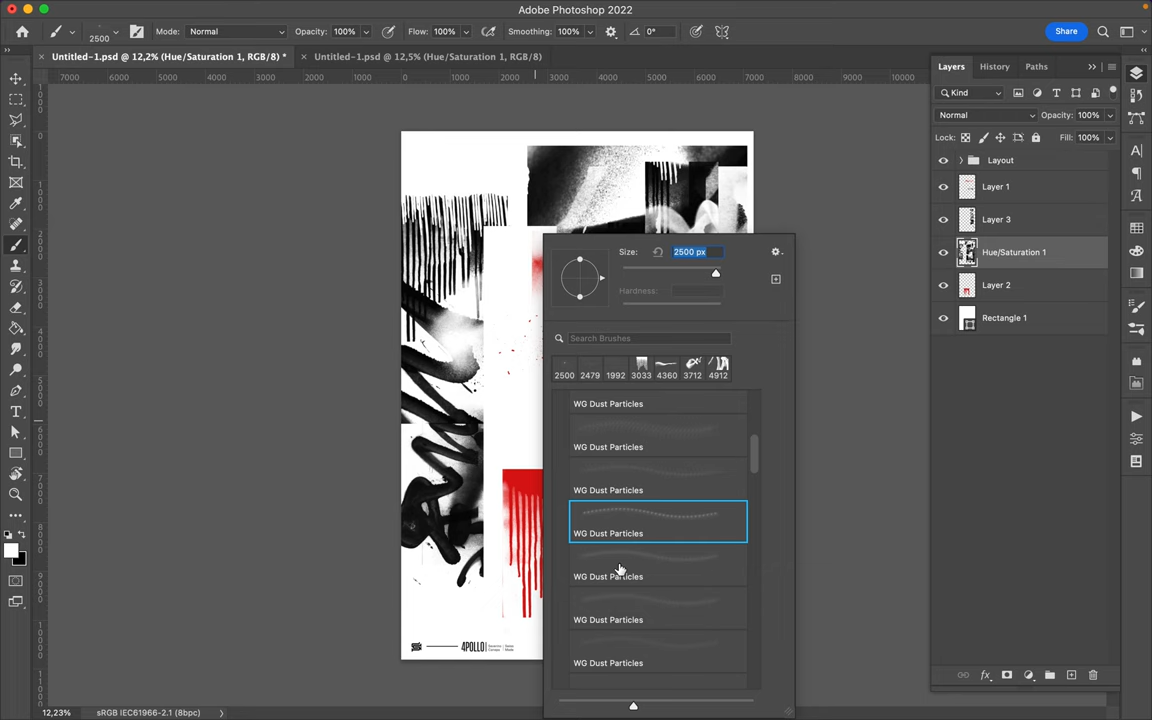 Adobe Photoshop 2022
2500
Mode: Normal
Opacity: 100%
Flow: 100%
Smoothing: 100%
0°
Share
Untitled-1.psd @ 12,2% (Hue/Saturation 1, RGB/8) *
Untitled-1.psd @ 12,5% (Hue/Saturation 1, RGB/8)
7000 6000 5000 4000 3000 2000 1000 0 1000 2000 3000 4000 5000 6000 7000 8000 9000 10000
Layers History Paths
Kind
Normal Opacity: 100%
Lock: Fill: 100%
Layout
Layer 1
Layer 3
Hue/Saturation 1
Layer 2
Rectangle 1
Size: 2500 px
Hardness:
Search Brushes
2500 2479 1992 3033 4360 3712 4912
WG Dust Particles
WG Dust Particles
WG Dust Particles
WG Dust Particles
WG Dust Particles
WG Dust Particles
WG Dust Particles
4POLLO
12,23% sRGB IEC61966-2.1 (8bpc)